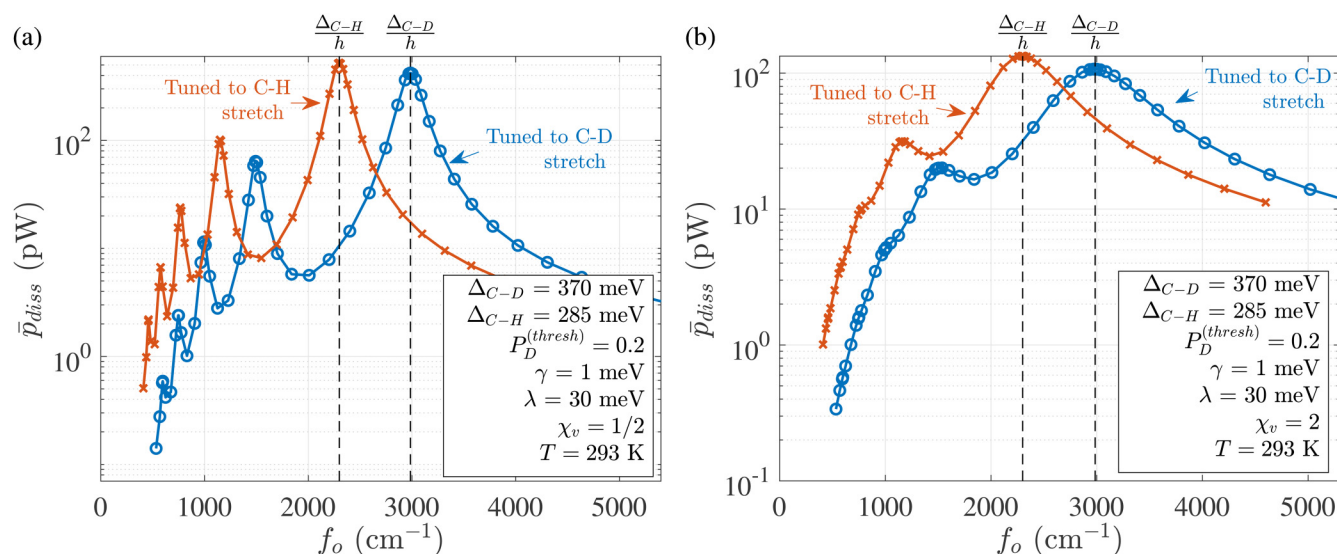 (a)
Δ_{C−H}/h
Δ_{C−D}/h
Tuned to C-H
stretch
Tuned to C-D
stretch
p̄_{diss} (pW)
10^2
10^1
10^0
Δ_{C−D} = 370 meV
Δ_{C−H} = 285 meV
P_D^{(thresh)} = 0.2
γ = 1 meV
λ = 30 meV
χ_v = 1/2
T = 293 K
0 1000 2000 3000 4000 5000
f_o (cm^{−1})
(b)
Δ_{C−H}/h
Δ_{C−D}/h
Tuned to C-H
stretch
Tuned to C-D
stretch
p̄_{diss} (pW)
10^2
10^1
10^0
10^{-1}
Δ_{C−D} = 370 meV
Δ_{C−H} = 285 meV
P_D^{(thresh)} = 0.2
γ = 1 meV
λ = 30 meV
χ_v = 2
T = 293 K
0 1000 2000 3000 4000 5000
f_o (cm^{−1})